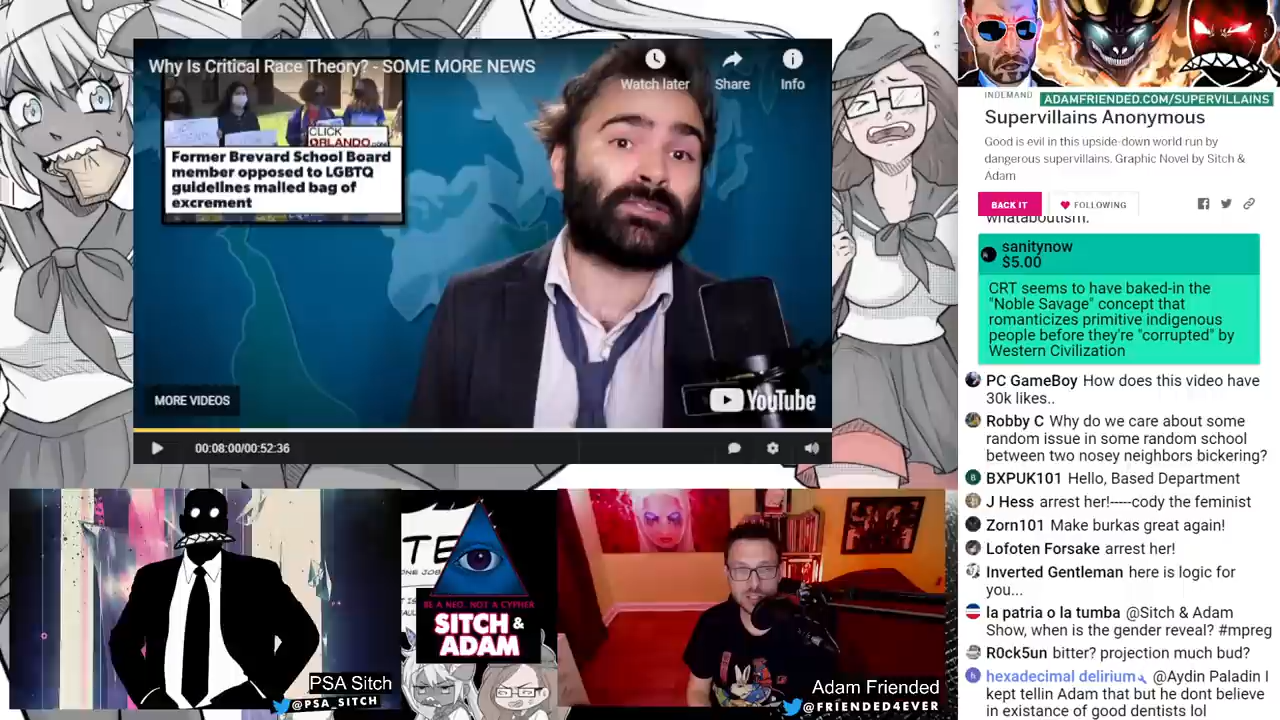 Why Is Critical Race Theory? - SOME MORE NEWS
Watch later
Share
Info
CLICK
ORLANDO.
Former Brevard School Board
member opposed to LGBTQ
guidelines mailed bag of
excrement
MORE VIDEOS
YouTube
00:08:00/00:52:36
PSA Sitch
@PSA_SITCH
BE A NEO, NOT A CYPHER
SITCH &
ADAM
Adam Friended
@FRIENDED4EVER
INDEMAND
ADAMFRIENDED.COM/SUPERVILLAINS
Supervillains Anonymous
Good is evil in this upside-down world run by
dangerous supervillains. Graphic Novel by Sitch &
Adam
BACK IT
FOLLOWING
whataboutism.
sanitynow
$5.00
CRT seems to have baked-in the
"Noble Savage" concept that
romanticizes primitive indigenous
people before they're "corrupted" by
Western Civilization
PC GameBoy How does this video have
30k likes..
Robby C Why do we care about some
random issue in some random school
between two nosey neighbors bickering?
BXPUK101 Hello, Based Department
J Hess arrest her!-----cody the feminist
Zorn101 Make burkas great again!
Lofoten Forsake arrest her!
Inverted Gentleman here is logic for
you...
la patria o la tumba @Sitch & Adam
Show, when is the gender reveal? #mpreg
R0ck5un bitter? projection much bud?
hexadecimal delirium @Aydin Paladin I
kept tellin Adam that but he dont believe
in existence of good dentists lol